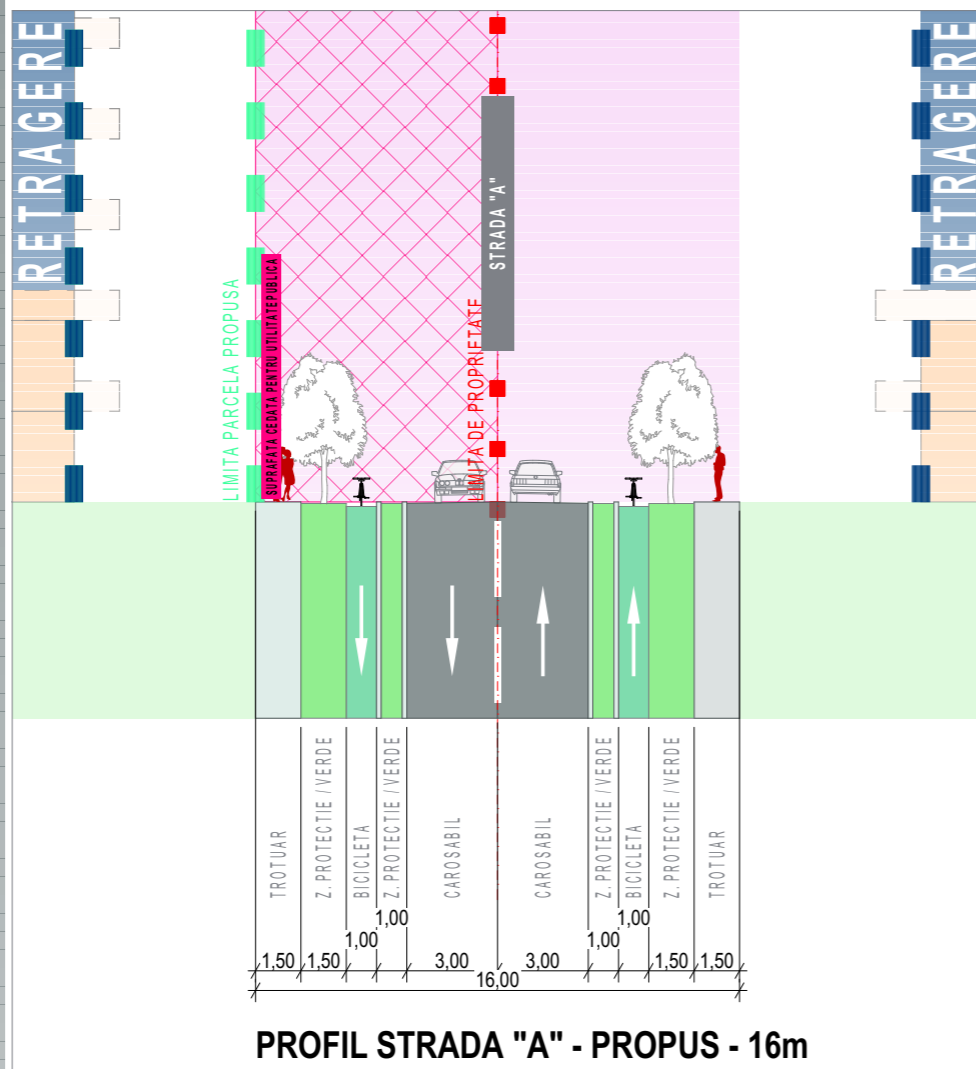 RETRAGERE
LIMITA PARCELA PROPUSA
SUPRAFATA CEDATA PENTRU UTILITATE PUBLICA
LIMITA DE PROPRIETATE
STRADA "A"
RETRAGERE
TROTUAR
Z. PROTECTIE / VERDE
BICICLETA
Z. PROTECTIE / VERDE
CAROSABIL
CAROSABIL
Z. PROTECTIE / VERDE
BICICLETA
Z. PROTECTIE / VERDE
TROTUAR
1,50 1,50 1,00 1,00 3,00 3,00 1,00 1,00 1,50 1,50
16,00
PROFIL STRADA "A" - PROPUS - 16m